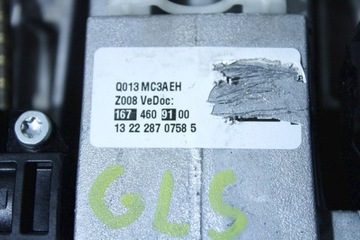 Q013 MC3AEH
Z008 VeDoc:
167 460 91 00
13 22 287 0758 5
GLS